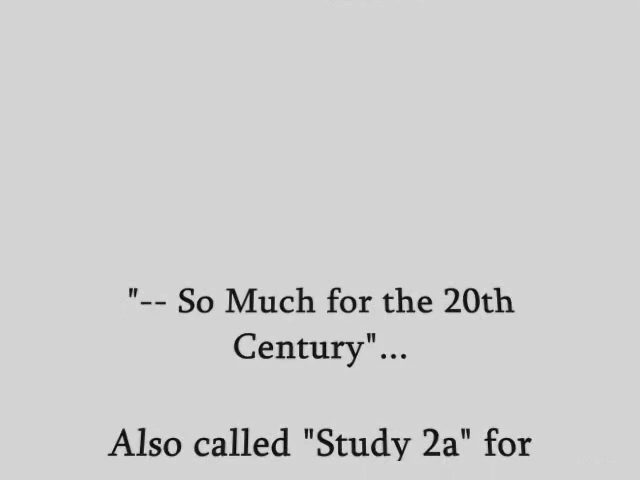 "-- So Much for the 20th
Century"...
Also called "Study 2a" for